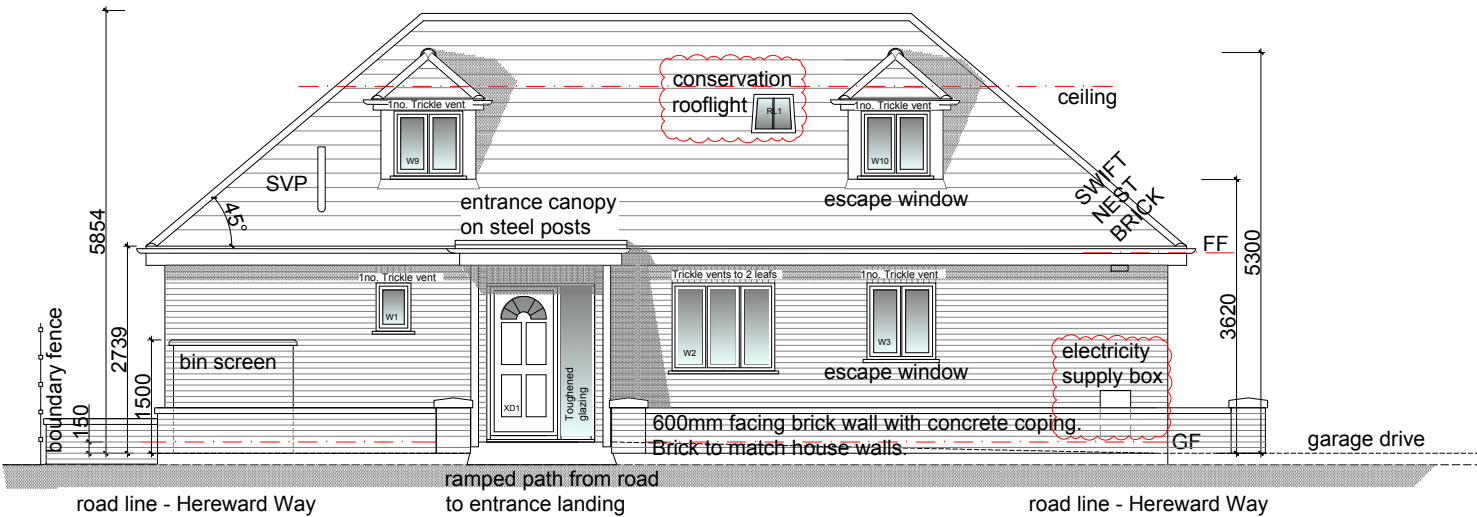 conservation
rooflight
RL1
ceiling
1no. Trickle vent
1no. Trickle vent
W9
W10
SVP
45°
entrance canopy
on steel posts
escape window
SWIFT
NEST
BRICK
FF
5854
5300
3620
2739
1500
150
boundary fence
1no. Trickle vent
Trickle vents to 2 leafs
1no. Trickle vent
W1
W2
W3
bin screen
XD1
Toughened
glazing
escape window
electricity
supply box
600mm facing brick wall with concrete coping.
Brick to match house walls.
GF
garage drive
ramped path from road
to entrance landing
road line - Hereward Way
road line - Hereward Way